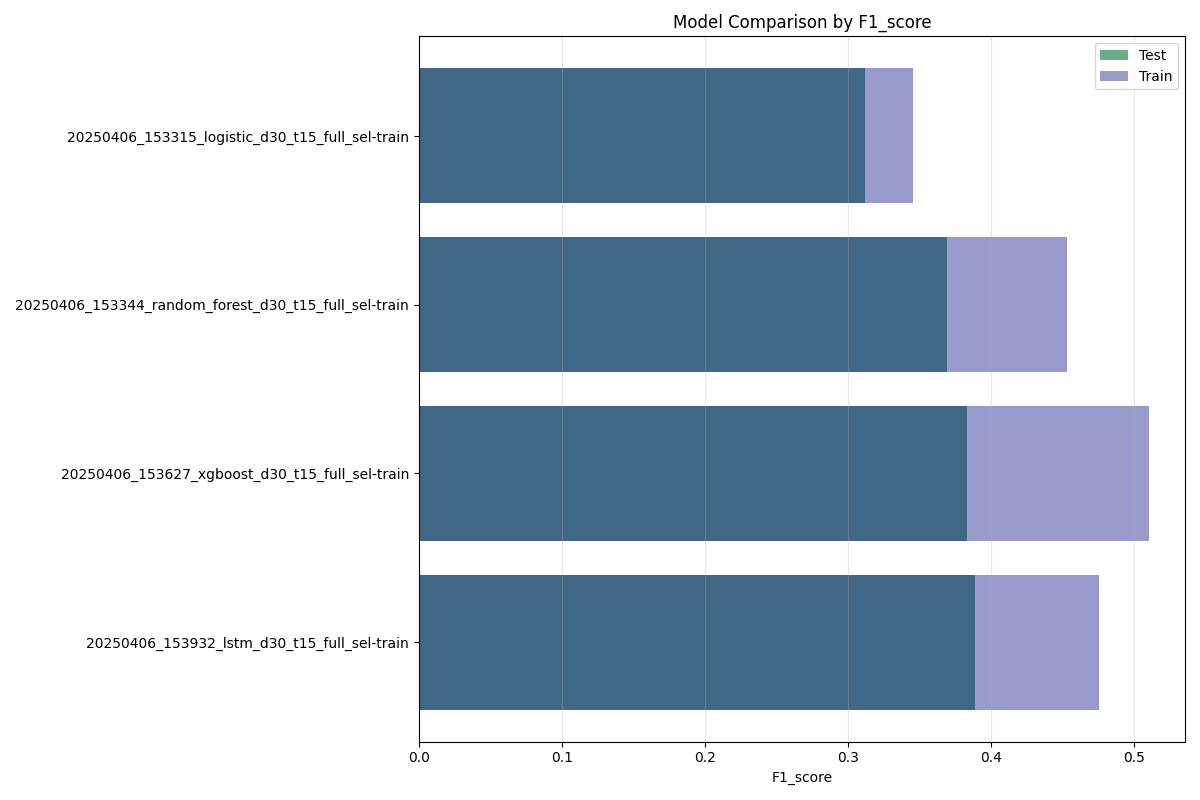 Model Comparison by F1_score
Test
Train
20250406_153315_logistic_d30_t15_full_sel-train
20250406_153344_random_forest_d30_t15_full_sel-train
20250406_153627_xgboost_d30_t15_full_sel-train
20250406_153932_lstm_d30_t15_full_sel-train
0.0 0.1 0.2 0.3 0.4 0.5
F1_score